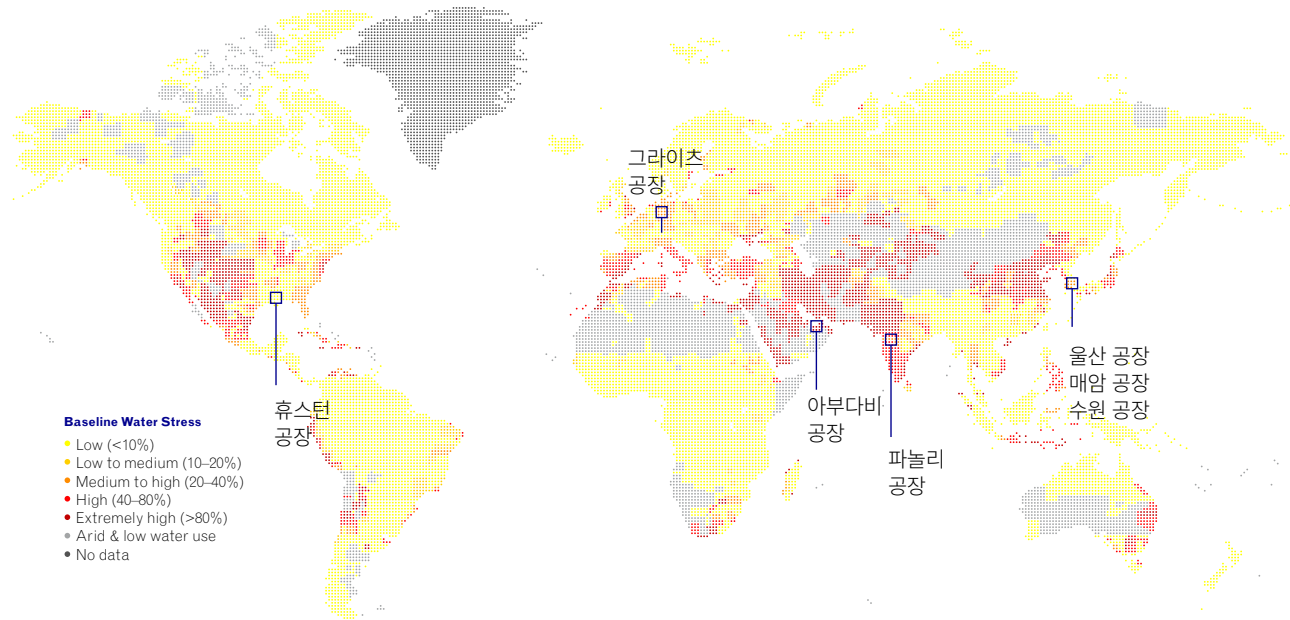 그라이츠
공장
울산 공장
매암 공장
수원 공장
아부다비
공장
휴스턴
공장
파놀리
공장
Baseline Water Stress
Low (<10%)
Low to medium (10–20%)
Medium to high (20–40%)
High (40–80%)
Extremely high (>80%)
Arid & low water use
No data